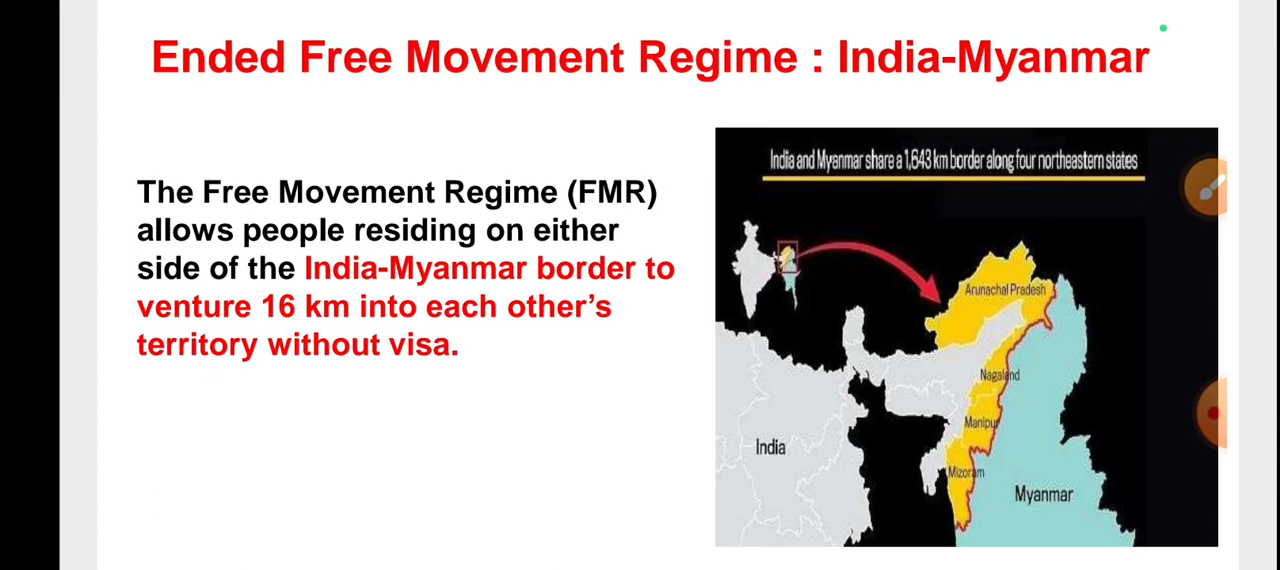 Ended Free Movement Regime : India-Myanmar
The Free Movement Regime (FMR)
allows people residing on either
side of the India-Myanmar border to
venture 16 km into each other’s
territory without visa.
India and Myanmar share a 1,643 km border along four northeastern states
Arunachal Pradesh
Nagaland
Manipur
India
Mizoram
Myanmar